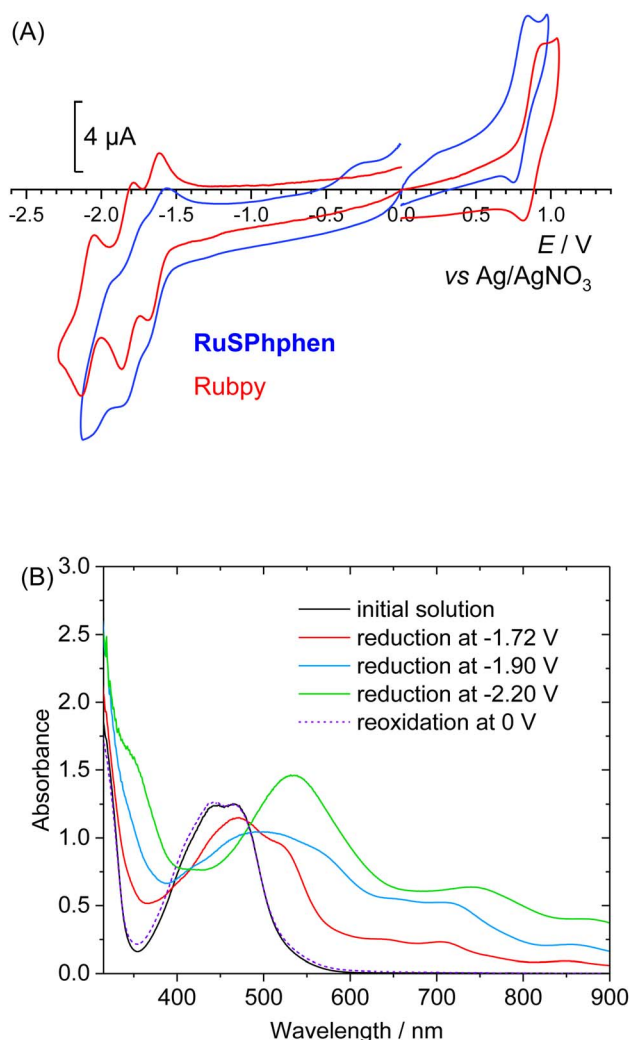 (A)
4 µA
-2.5 -2.0 -1.5 -1.0 -0.5 0.0 0.5 1.0
E / V
vs Ag/AgNO₃
RuSPhphen
Rubpy
(B)
3.0
2.5
2.0
1.5
1.0
0.5
0.0
Absorbance
initial solution
reduction at -1.72 V
reduction at -1.90 V
reduction at -2.20 V
reoxidation at 0 V
400 500 600 700 800 900
Wavelength / nm